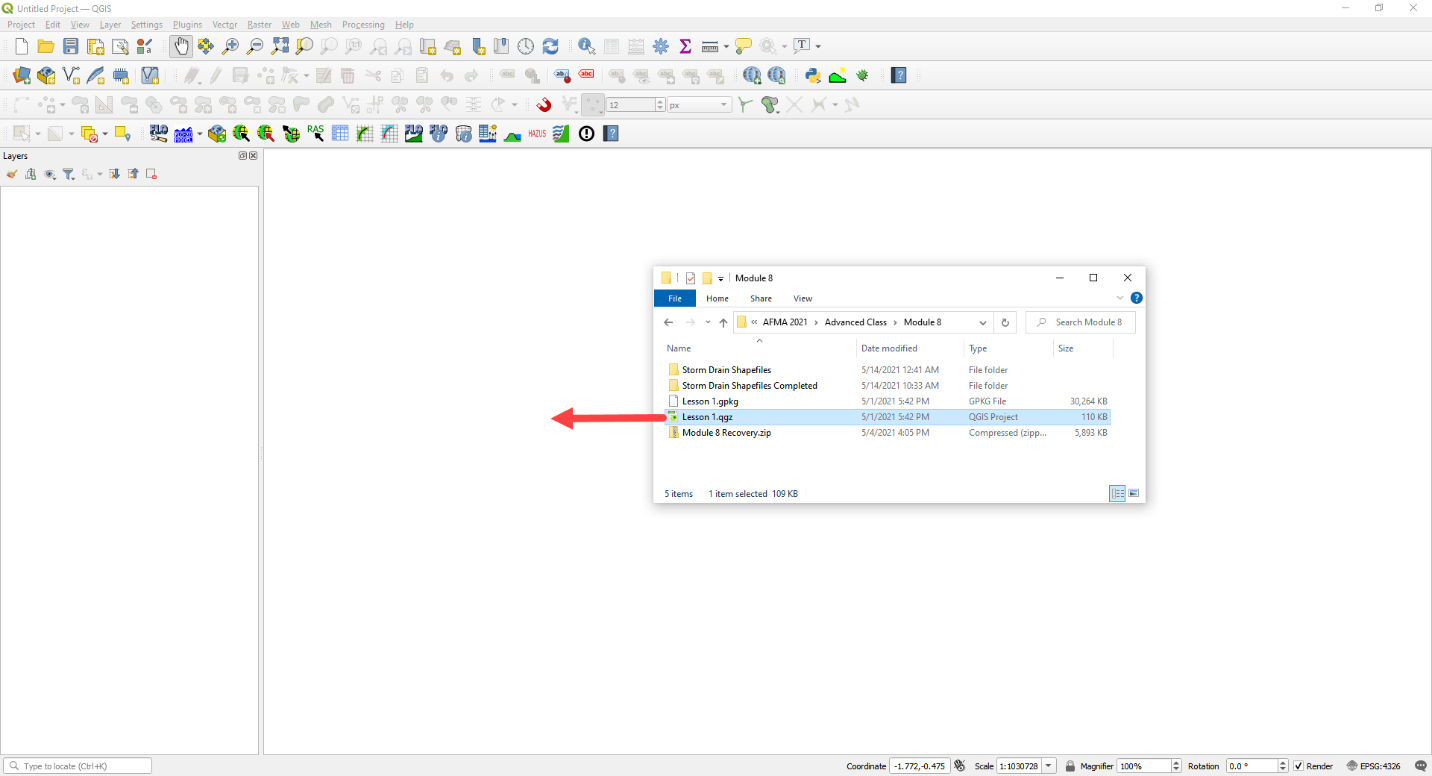 Untitled Project — QGIS
Project Edit View Layer Settings Plugins Vector Raster Web Mesh Processing Help
12 px
RAS HAZUS
Layers
Module 8
File Home Share View
AFMA 2021 Advanced Class Module 8 Search Module 8
Name Date modified Type Size
Storm Drain Shapefiles 5/14/2021 12:41 AM File folder
Storm Drain Shapefiles Completed 5/14/2021 10:33 AM File folder
Lesson 1.gpkg 5/1/2021 5:42 PM GPKG File 30,264 KB
Lesson 1.qgz 5/1/2021 5:42 PM QGIS Project 110 KB
Module 8 Recovery.zip 5/4/2021 4:05 PM Compressed (zipp... 5,893 KB
5 items 1 item selected 109 KB
Type to locate (Ctrl+K) Coordinate -1.772,-0.475 Scale 1:1030728 Magnifier 100% Rotation 0.0 ° Render EPSG:4326